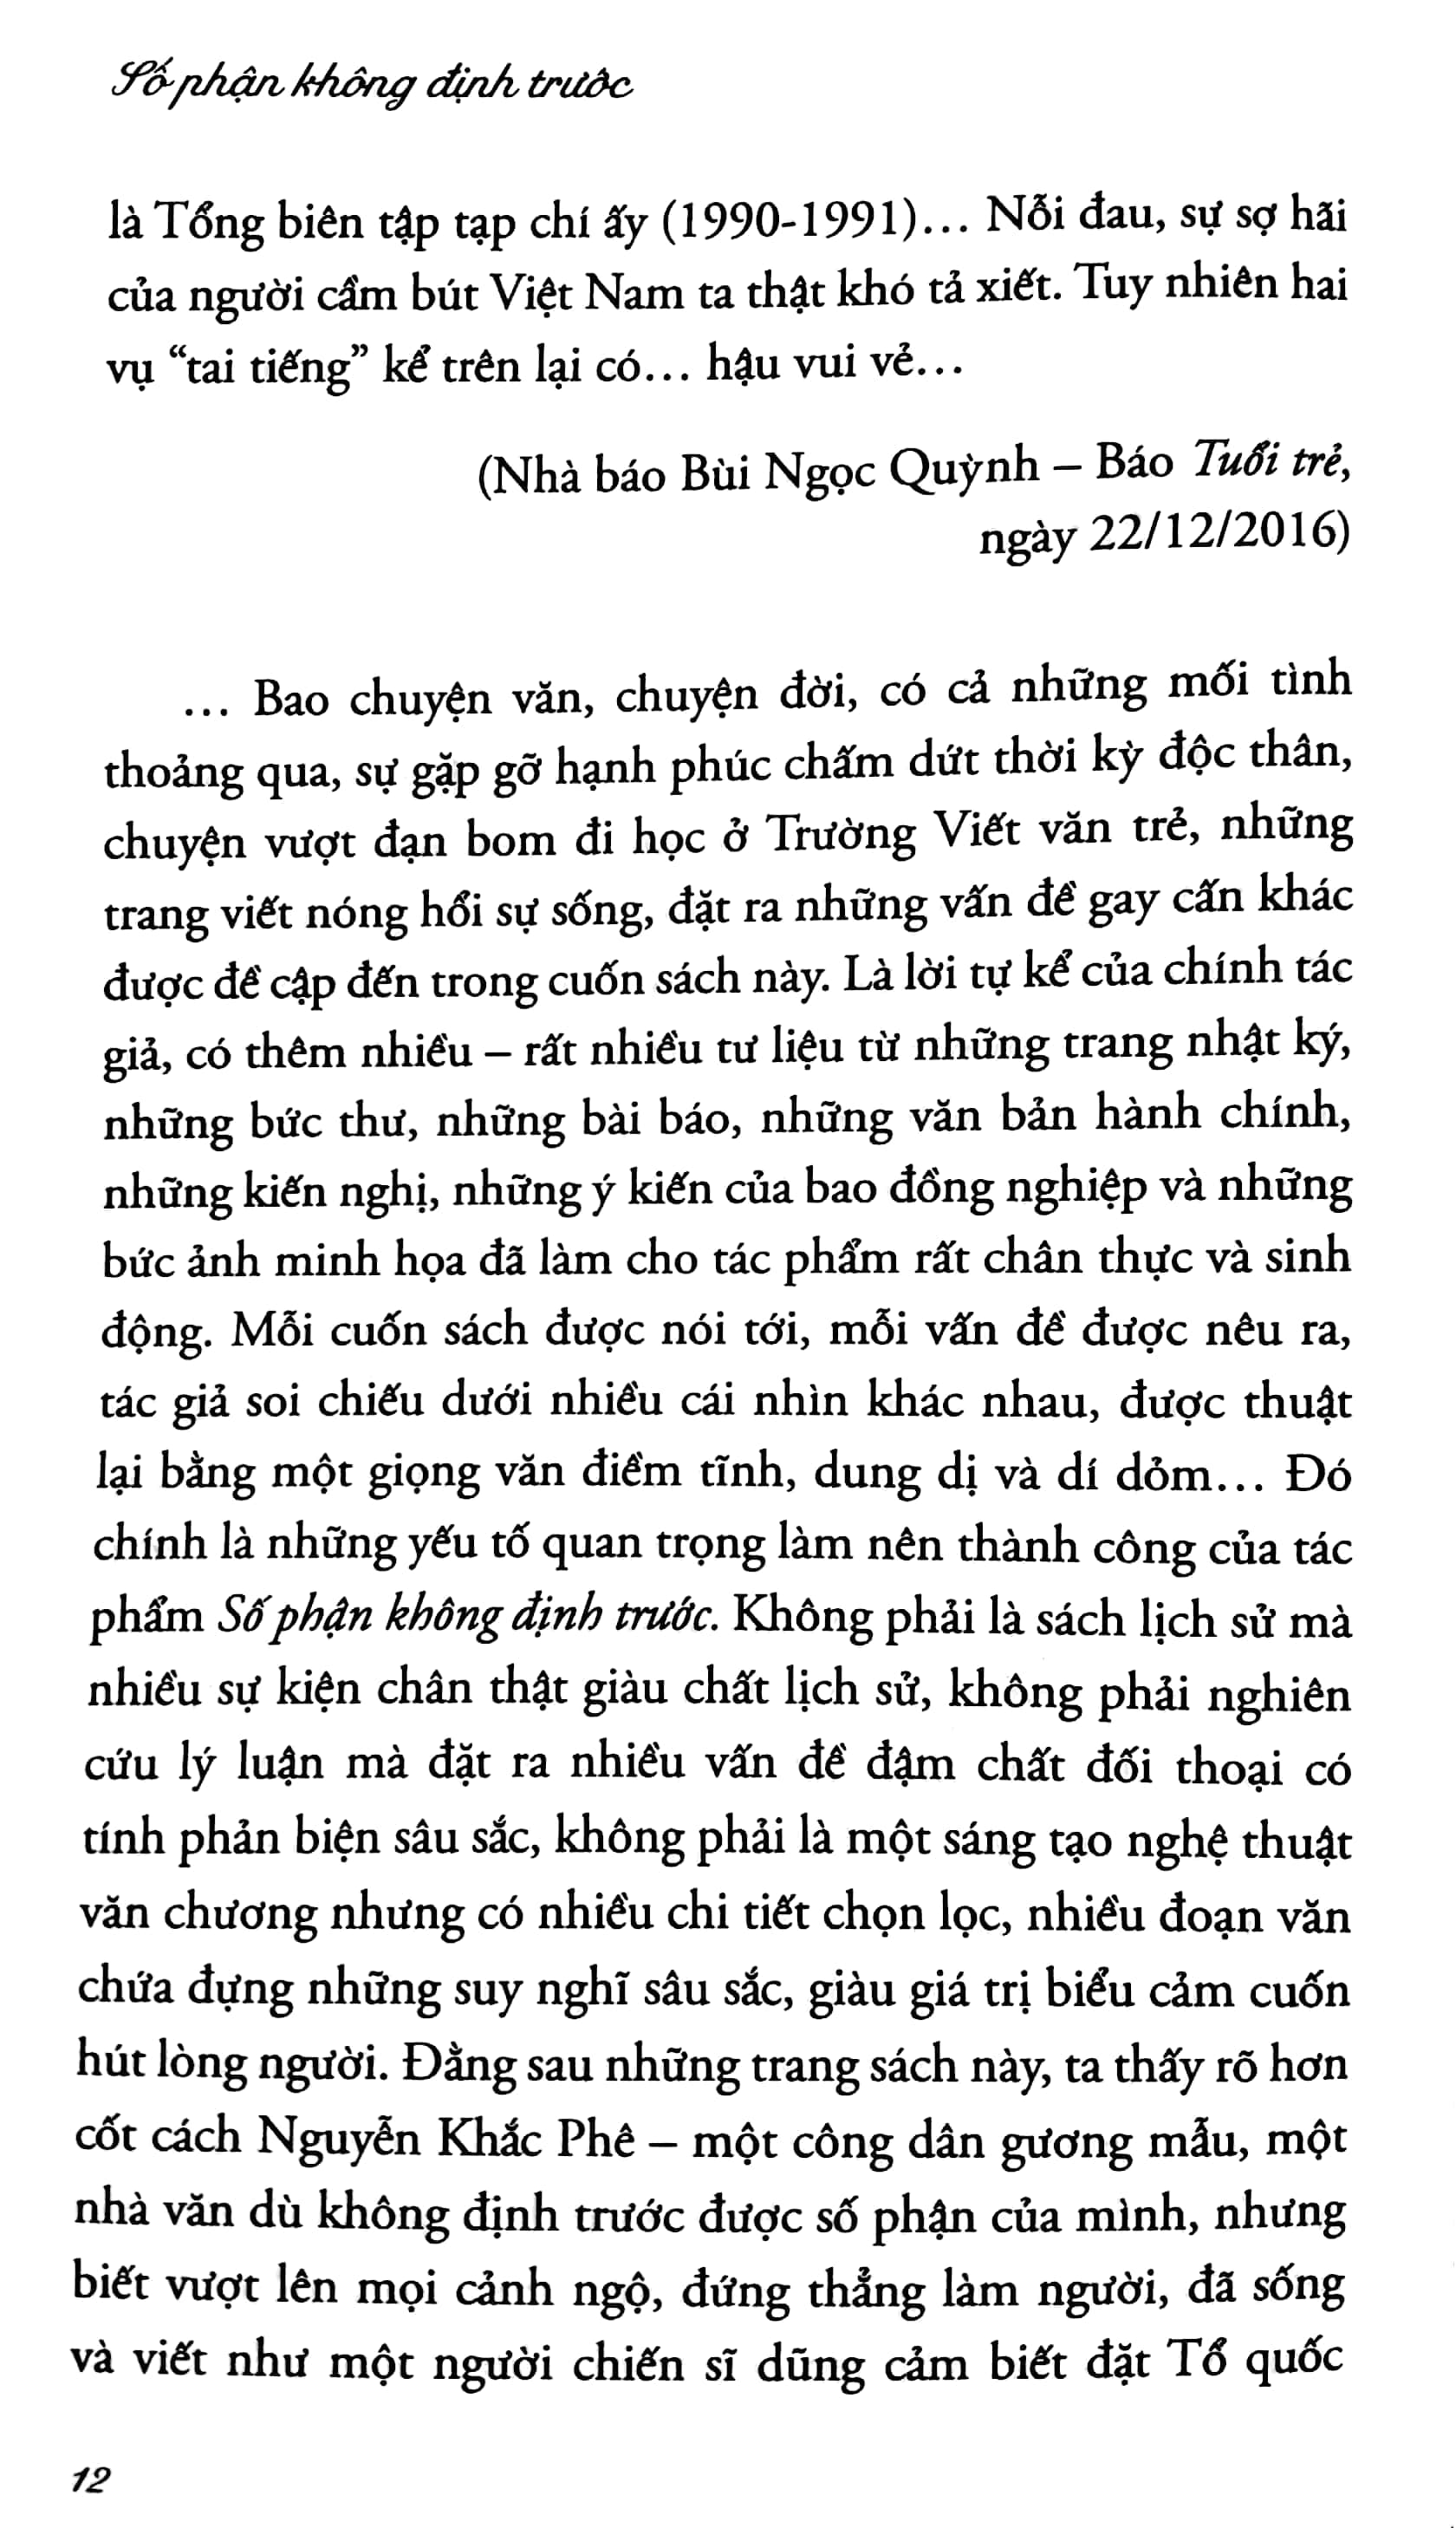 Số phận không định trước
là Tổng biên tập tạp chí ấy (1990-1991)... Nỗi đau, sự sợ hãi
của người cầm bút Việt Nam ta thật khó tả xiết. Tuy nhiên hai
vụ “tai tiếng” kể trên lại có... hậu vui vẻ...
(Nhà báo Bùi Ngọc Quỳnh – Báo Tuổi trẻ,
ngày 22/12/2016)
... Bao chuyện văn, chuyện đời, có cả những mối tình
thoảng qua, sự gặp gỡ hạnh phúc chấm dứt thời kỳ độc thân,
chuyện vượt đạn bom đi học ở Trường Viết văn trẻ, những
trang viết nóng hổi sự sống, đặt ra những vấn đề gay cấn khác
được đề cập đến trong cuốn sách này. Là lời tự kể của chính tác
giả, có thêm nhiều – rất nhiều tư liệu từ những trang nhật ký,
những bức thư, những bài báo, những văn bản hành chính,
những kiến nghị, những ý kiến của bao đồng nghiệp và những
bức ảnh minh họa đã làm cho tác phẩm rất chân thực và sinh
động. Mỗi cuốn sách được nói tới, mỗi vấn đề được nêu ra,
tác giả soi chiếu dưới nhiều cái nhìn khác nhau, được thuật
lại bằng một giọng văn điềm tĩnh, dung dị và dí dỏm... Đó
chính là những yếu tố quan trọng làm nên thành công của tác
phẩm Số phận không định trước. Không phải là sách lịch sử mà
nhiều sự kiện chân thật giàu chất lịch sử, không phải nghiên
cứu lý luận mà đặt ra nhiều vấn đề đậm chất đối thoại có
tính phản biện sâu sắc, không phải là một sáng tạo nghệ thuật
văn chương nhưng có nhiều chi tiết chọn lọc, nhiều đoạn văn
chứa đựng những suy nghĩ sâu sắc, giàu giá trị biểu cảm cuốn
hút lòng người. Đằng sau những trang sách này, ta thấy rõ hơn
cốt cách Nguyễn Khắc Phê – một công dân gương mẫu, một
nhà văn dù không định trước được số phận của mình, nhưng
biết vượt lên mọi cảnh ngộ, đứng thẳng làm người, đã sống
và viết như một người chiến sĩ dũng cảm biết đặt Tổ quốc
12